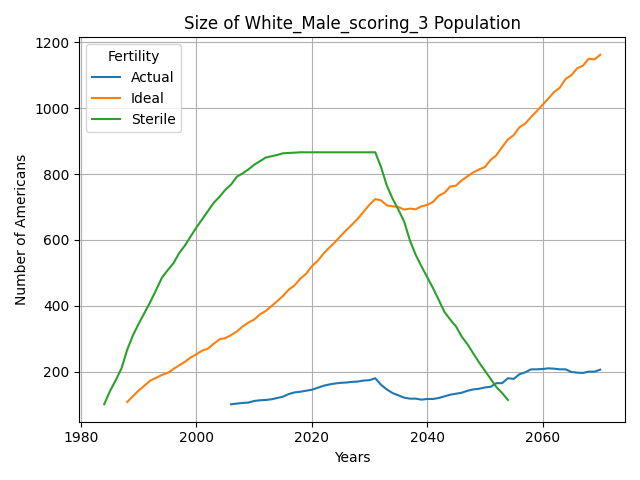 Size of White_Male_scoring_3 Population
Number of Americans
1200
1000
800
600
400
200
Fertility
Actual
Ideal
Sterile
1980
2000
2020
2040
2060
Years